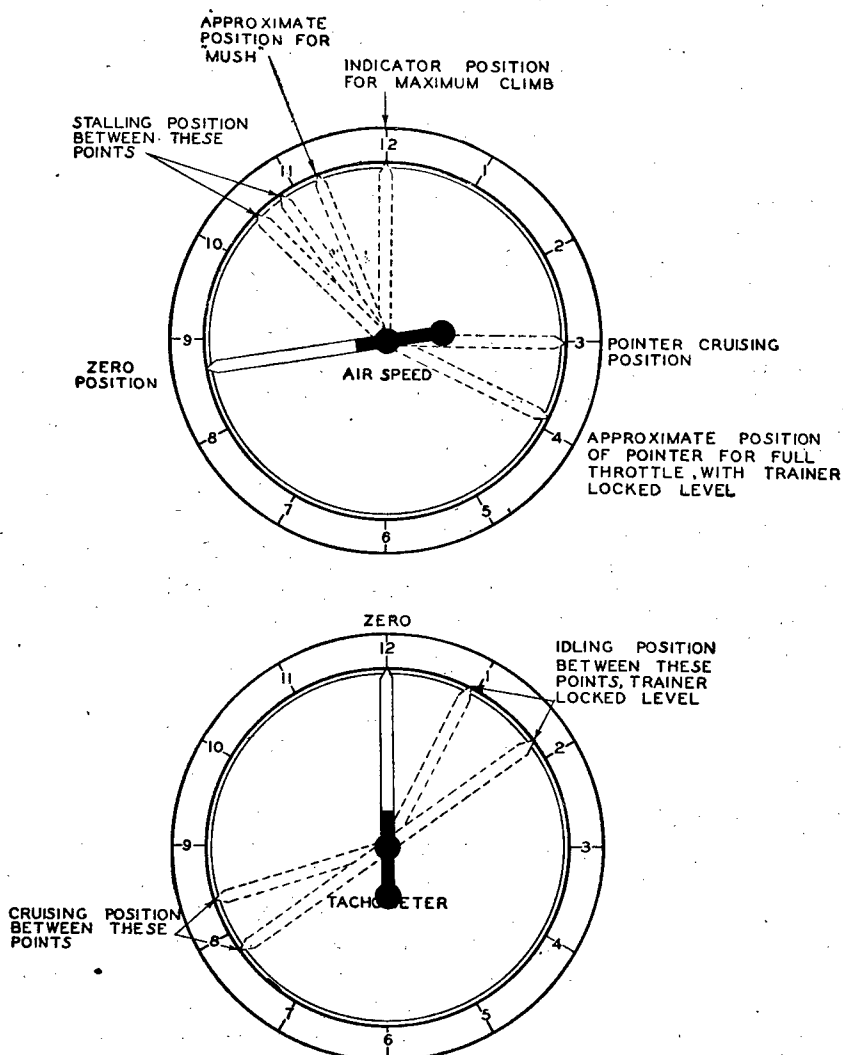 APPROXIMATE
POSITION FOR
"MUSH"
INDICATOR POSITION
FOR MAXIMUM CLIMB
STALLING POSITION
BETWEEN THESE
POINTS
12
1
2
3
4
5
6
7
8
9
10
11
ZERO
POSITION
AIR SPEED
POINTER CRUISING
POSITION
APPROXIMATE POSITION
OF POINTER FOR FULL
THROTTLE, WITH TRAINER
LOCKED LEVEL
ZERO
12
1
2
3
4
5
6
7
8
9
10
11
IDLING POSITION
BETWEEN THESE
POINTS, TRAINER
LOCKED LEVEL
TACHOMETER
CRUISING POSITION
BETWEEN THESE
POINTS